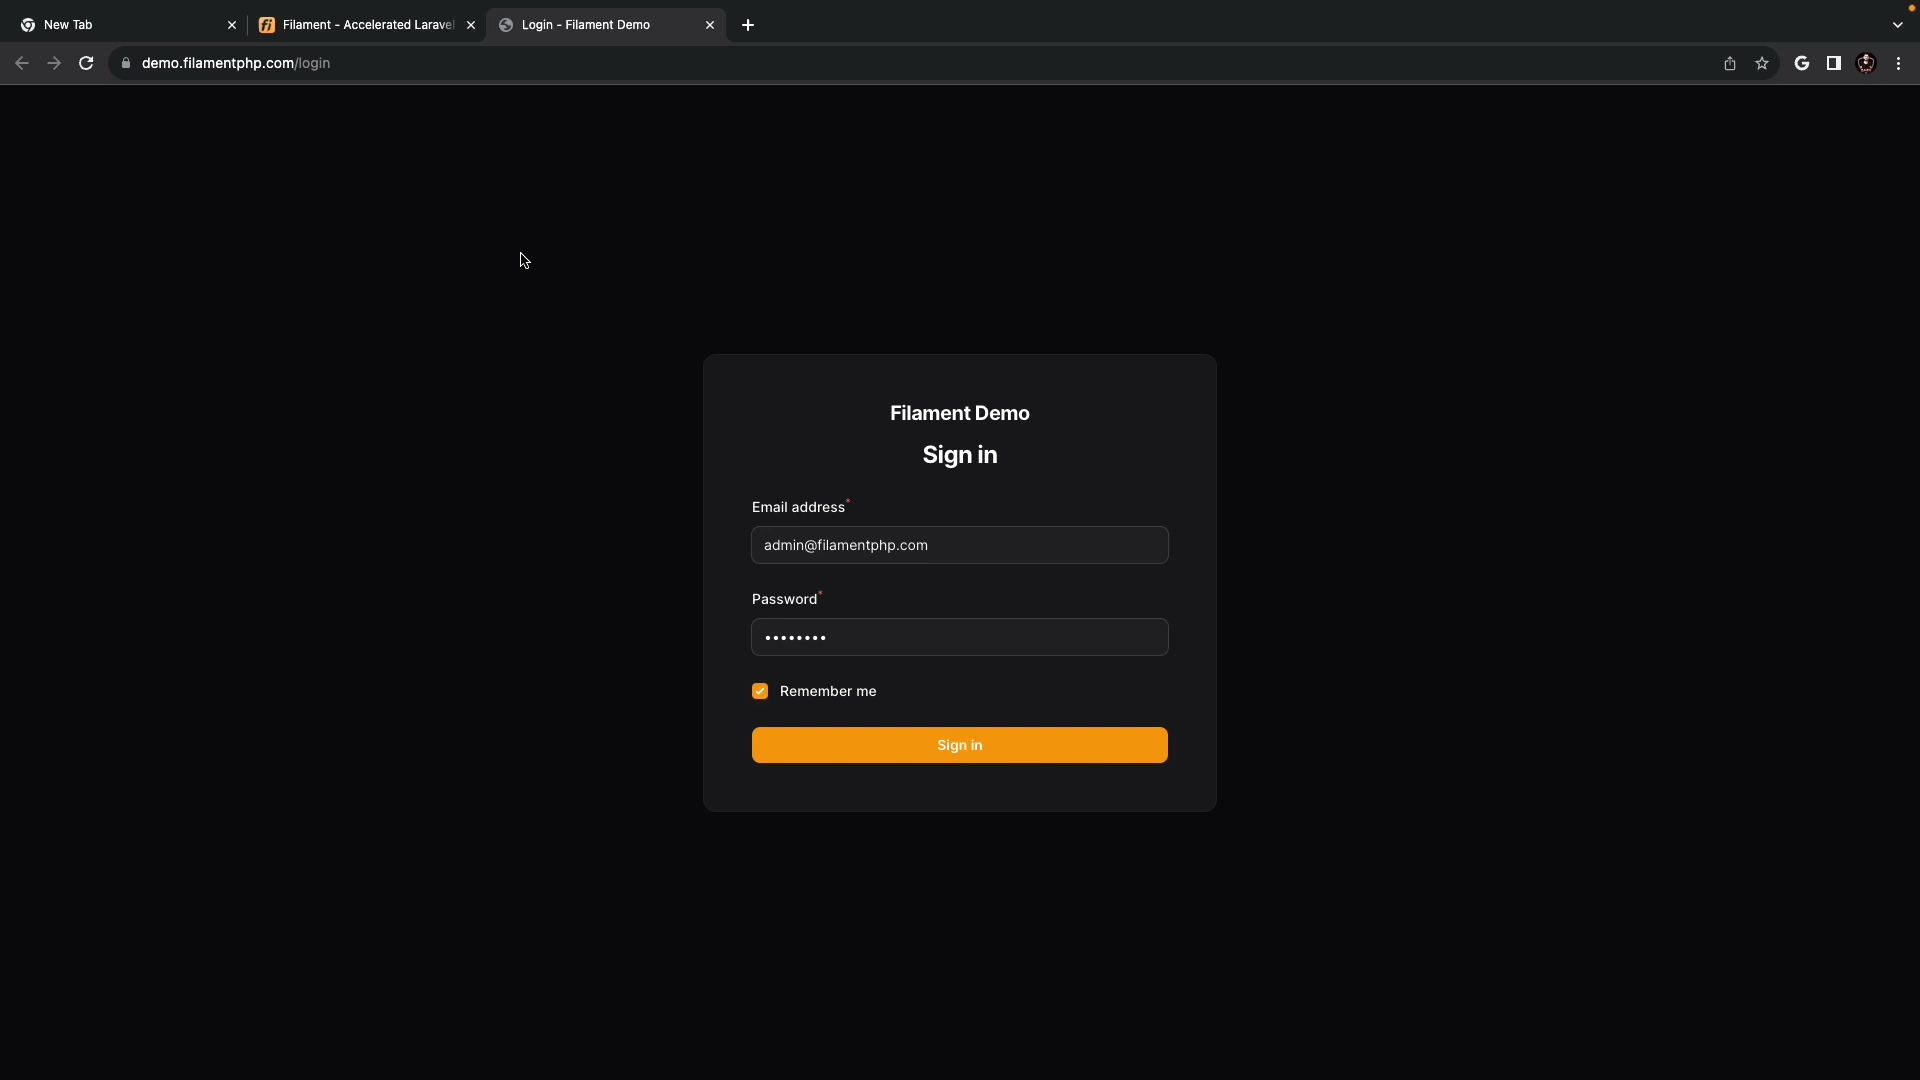 New Tab
Filament - Accelerated Laravel
Login - Filament Demo
demo.filamentphp.com/login
Filament Demo
Sign in
Email address*
admin@filamentphp.com
Password*
••••••••
Remember me
Sign in